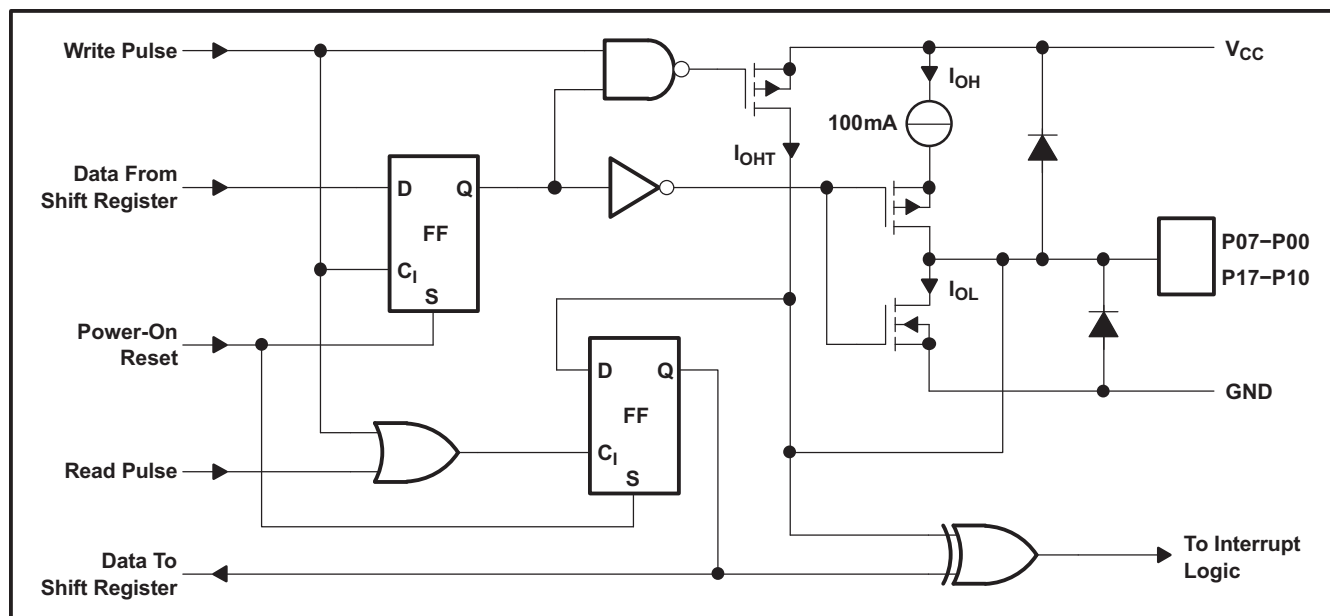 Write Pulse
VCC
IOH
100mA
IOHT
Data From
Shift Register
D
Q
FF
CI
S
P07−P00
P17−P10
IOL
Power-On
Reset
D
Q
FF
CI
S
GND
Read Pulse
Data To
Shift Register
To Interrupt
Logic